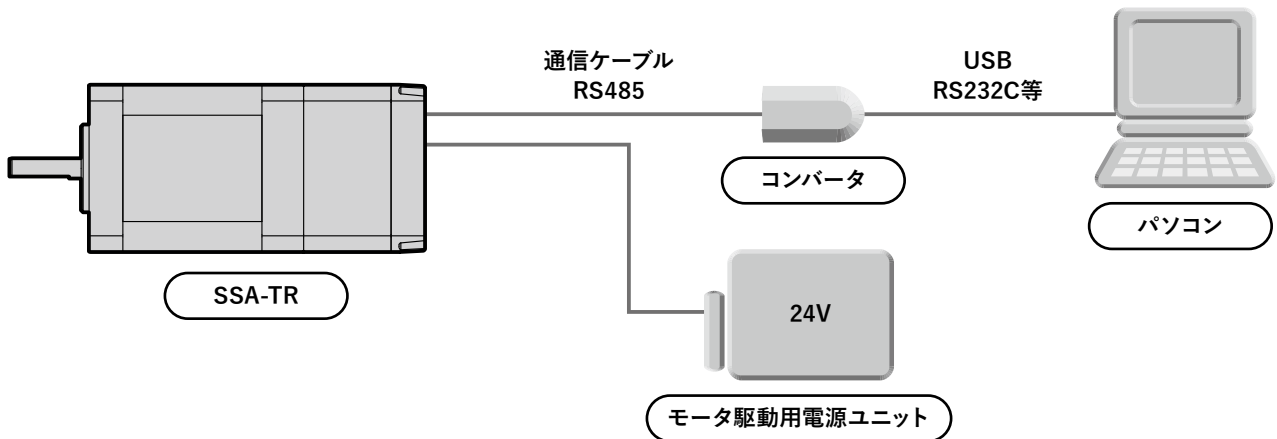 通信ケーブル
RS485
USB
RS232C等
コンバータ
パソコン
SSA-TR
24V
モータ駆動用電源ユニット